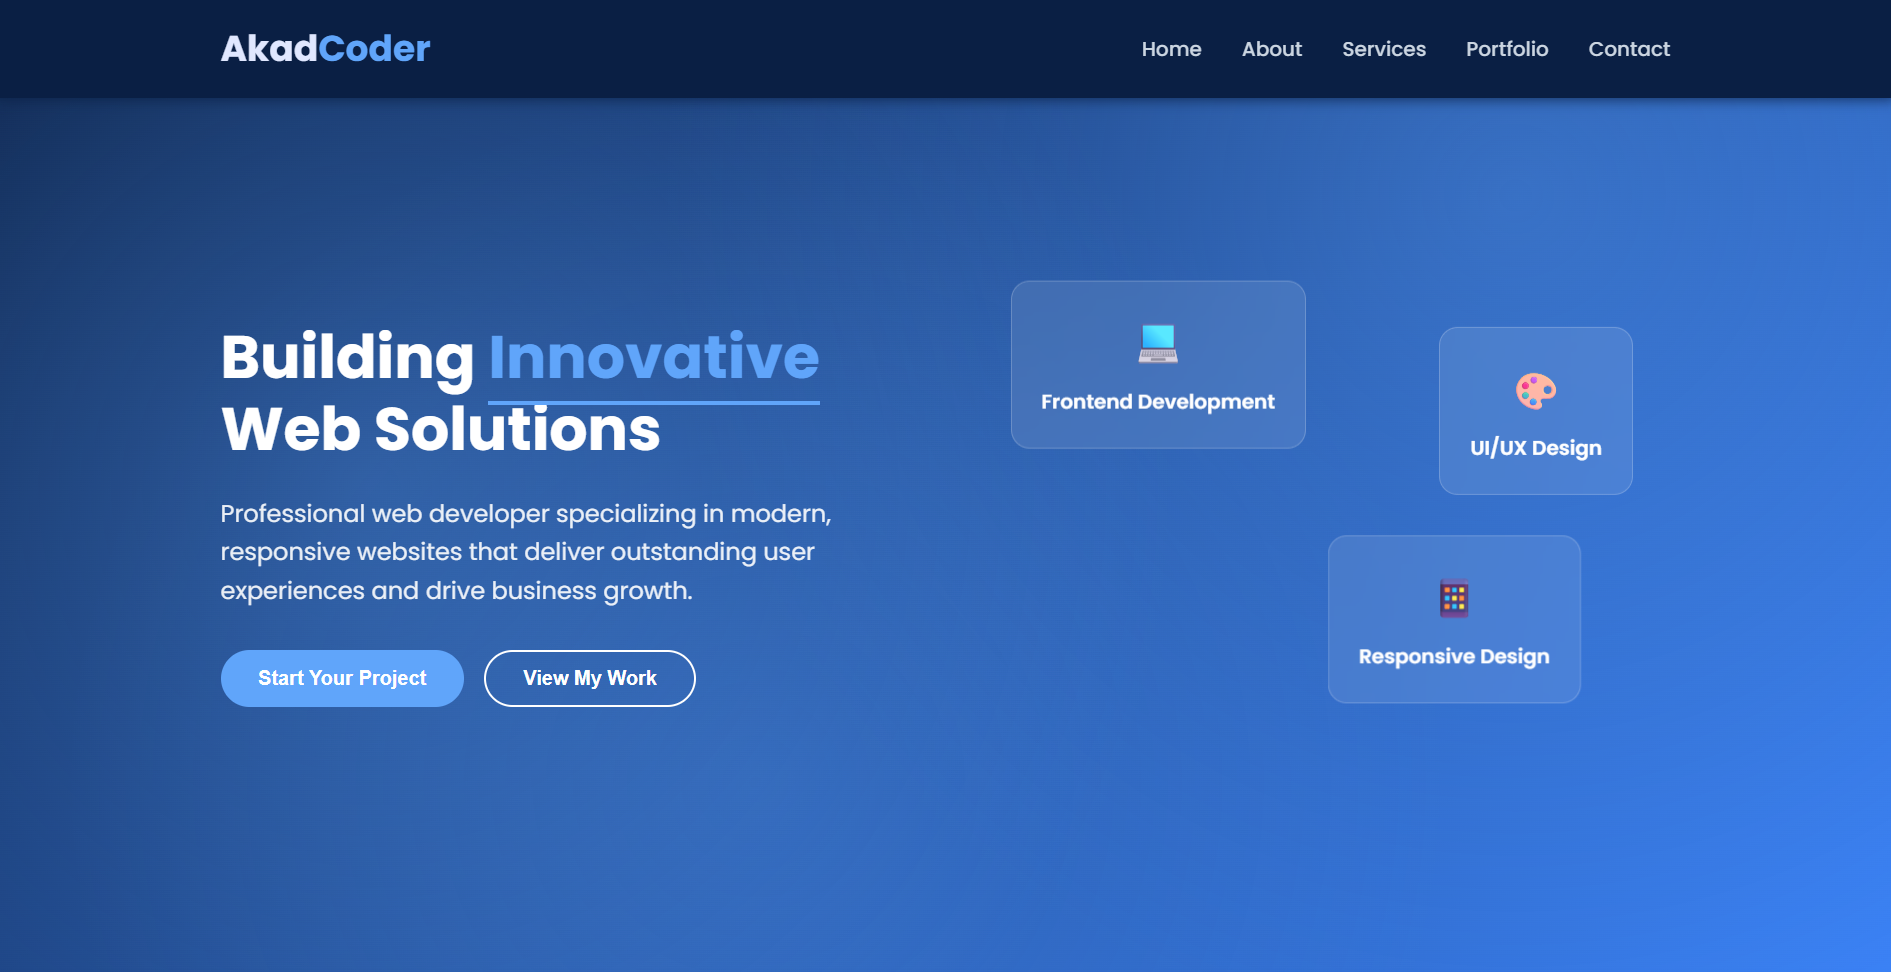 AkadCoder
Home About Services Portfolio Contact
Building Innovative
Web Solutions
Professional web developer specializing in modern,
responsive websites that deliver outstanding user
experiences and drive business growth.
Start Your Project
View My Work
Frontend Development
UI/UX Design
Responsive Design